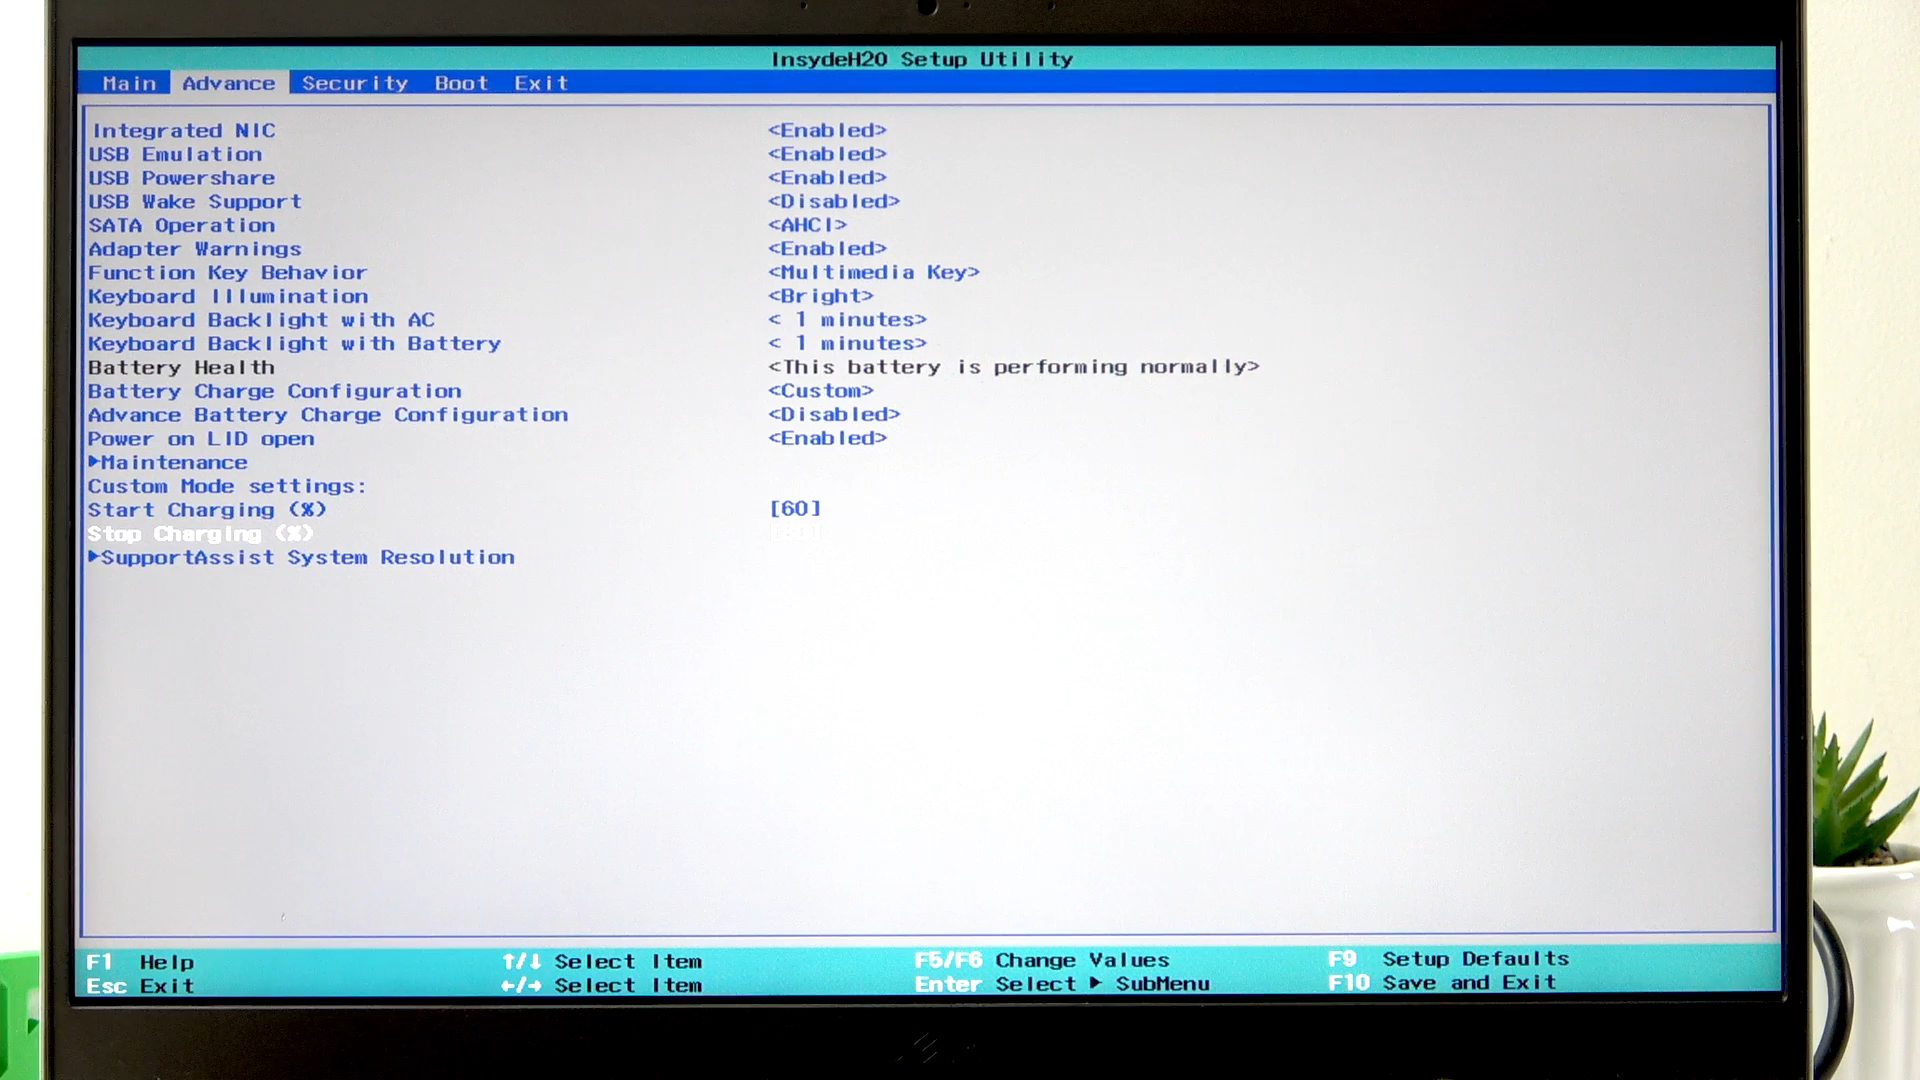 InsydeH2O Setup Utility
Main Advance Security Boot Exit
Integrated NIC <Enabled>
USB Emulation <Enabled>
USB Powershare <Enabled>
USB Wake Support <Disabled>
SATA Operation <AHCI>
Adapter Warnings <Enabled>
Function Key Behavior <Multimedia Key>
Keyboard Illumination <Bright>
Keyboard Backlight with AC < 1 minutes>
Keyboard Backlight with Battery < 1 minutes>
Battery Health <This battery is performing normally>
Battery Charge Configuration <Custom>
Advance Battery Charge Configuration <Disabled>
Power on LID open <Enabled>
▶Maintenance
Custom Mode settings:
Start Charging (%) [60]
Stop Charging (%)
▶SupportAssist System Resolution
F1 Help ↑/↓ Select Item F5/F6 Change Values F9 Setup Defaults
Esc Exit ←/→ Select Item Enter Select ▶ SubMenu F10 Save and Exit